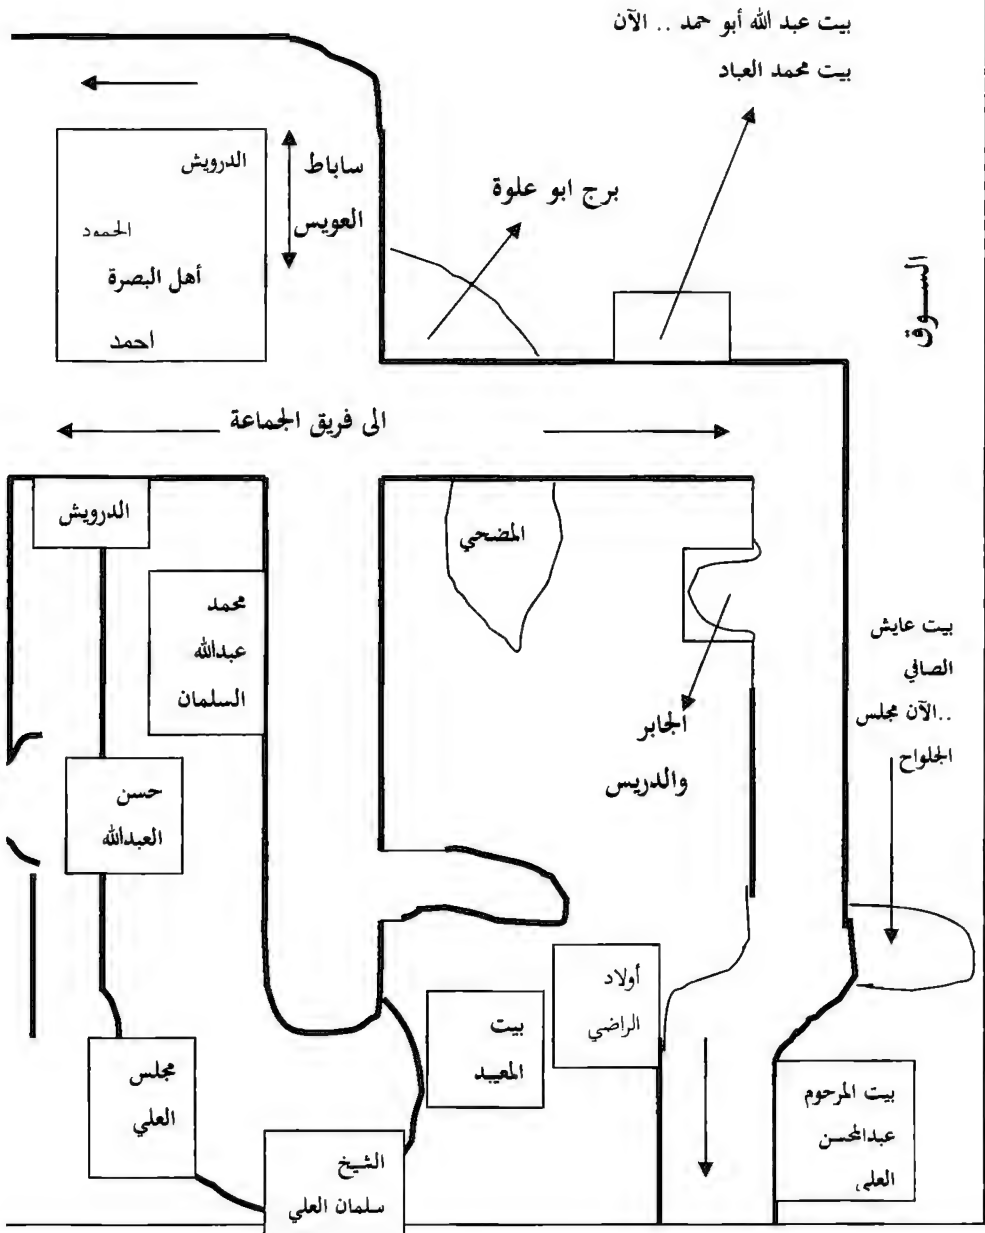 بيت عبد الله أبو حمد .. الآن
بيت محمد العباد
الدرويش
الحمود
أهل البصرة
احمد
ساباط
العويس
برج ابو علوة
الســوق
الى فريق الجماعة
الدرويش
المضحي
محمد
عبدالله
السلمان
بيت عايش
الصافي
..الآن مجلس
الجلواح
الجابر
والدريس
حسن
العبدالله
أولاد
الراضي
بيت
المعيبد
مجلس
العلي
بيت المرحوم
عبدالمحسن
العلي
الشيخ
سلمان العلي